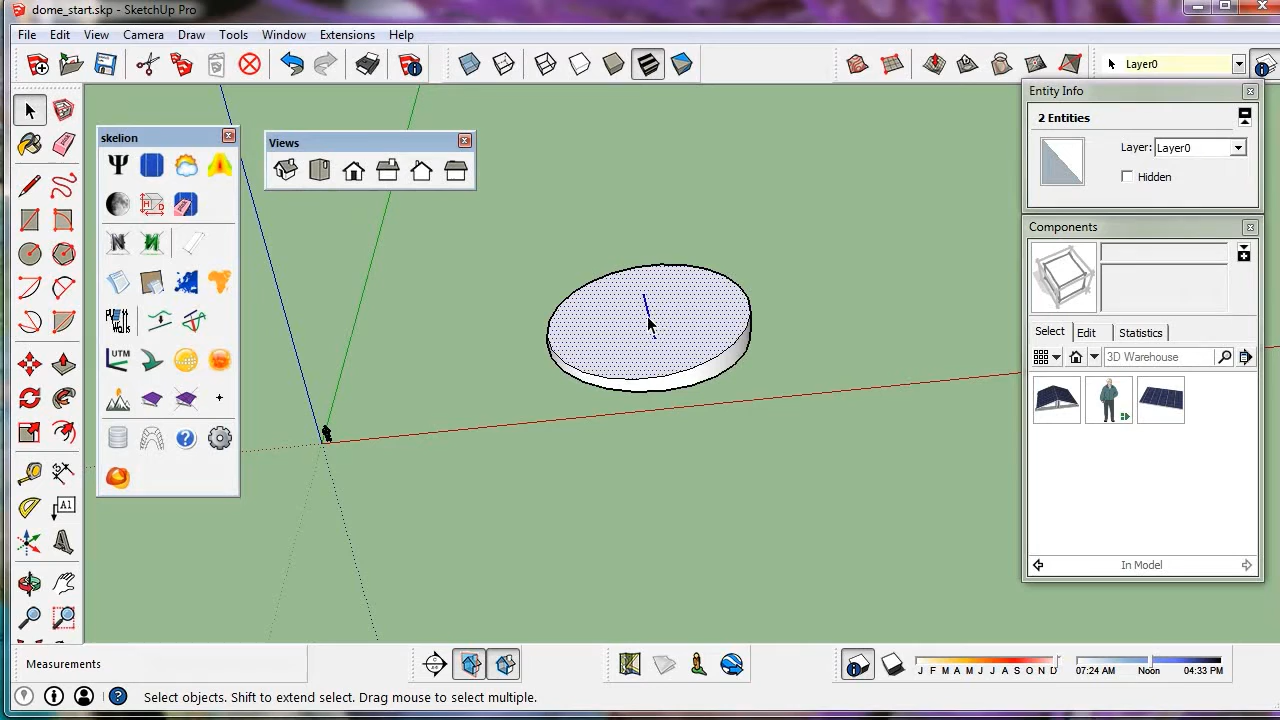 dome_start.skp - SketchUp Pro
File Edit View Camera Draw Tools Window Extensions Help
Layer0
skelion
Views
Entity Info
2 Entities
Layer: Layer0
Hidden
Components
Select Edit Statistics
3D Warehouse
UTM
A1
In Model
Measurements
J F M A M J J A S O N D
07:24 AM Noon 04:33 PM
Select objects. Shift to extend select. Drag mouse to select multiple.